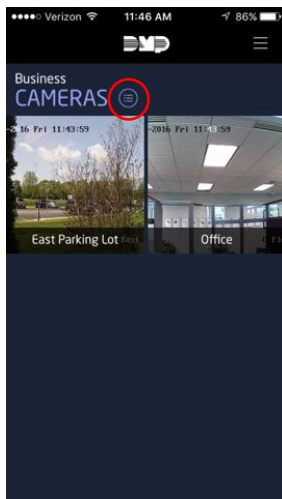 Verizon 11:46 AM 86%
DMP
Business
CAMERAS
2016 Fri 11:43:59
-2016 Fri 11:43:59
East Parking Lot
Office